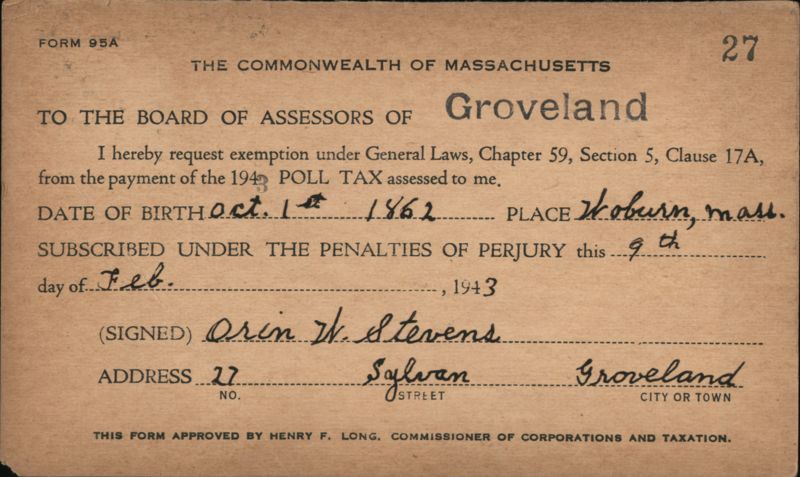 FORM 95A
27
THE COMMONWEALTH OF MASSACHUSETTS
TO THE BOARD OF ASSESSORS OF Groveland
I hereby request exemption under General Laws, Chapter 59, Section 5, Clause 17A,
from the payment of the 1943 POLL TAX assessed to me.
DATE OF BIRTH Oct. 1st 1862 PLACE Woburn, Mass.
SUBSCRIBED UNDER THE PENALTIES OF PERJURY this 9th
day of Feb. , 1943
(SIGNED) Orin W. Stevens
ADDRESS 27 Sylvan Groveland
NO. STREET CITY OR TOWN
THIS FORM APPROVED BY HENRY F. LONG, COMMISSIONER OF CORPORATIONS AND TAXATION.